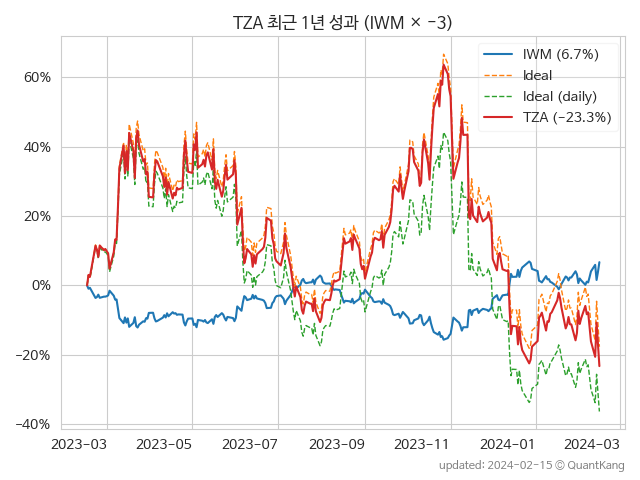 TZA 최근 1년 성과 (IWM × −3)
IWM (6.7%)
Ideal
Ideal (daily)
TZA (−23.3%)
60%
40%
20%
0%
−20%
−40%
2023-03 2023-05 2023-07 2023-09 2023-11 2024-01 2024-03
updated: 2024-02-15 © QuantKang